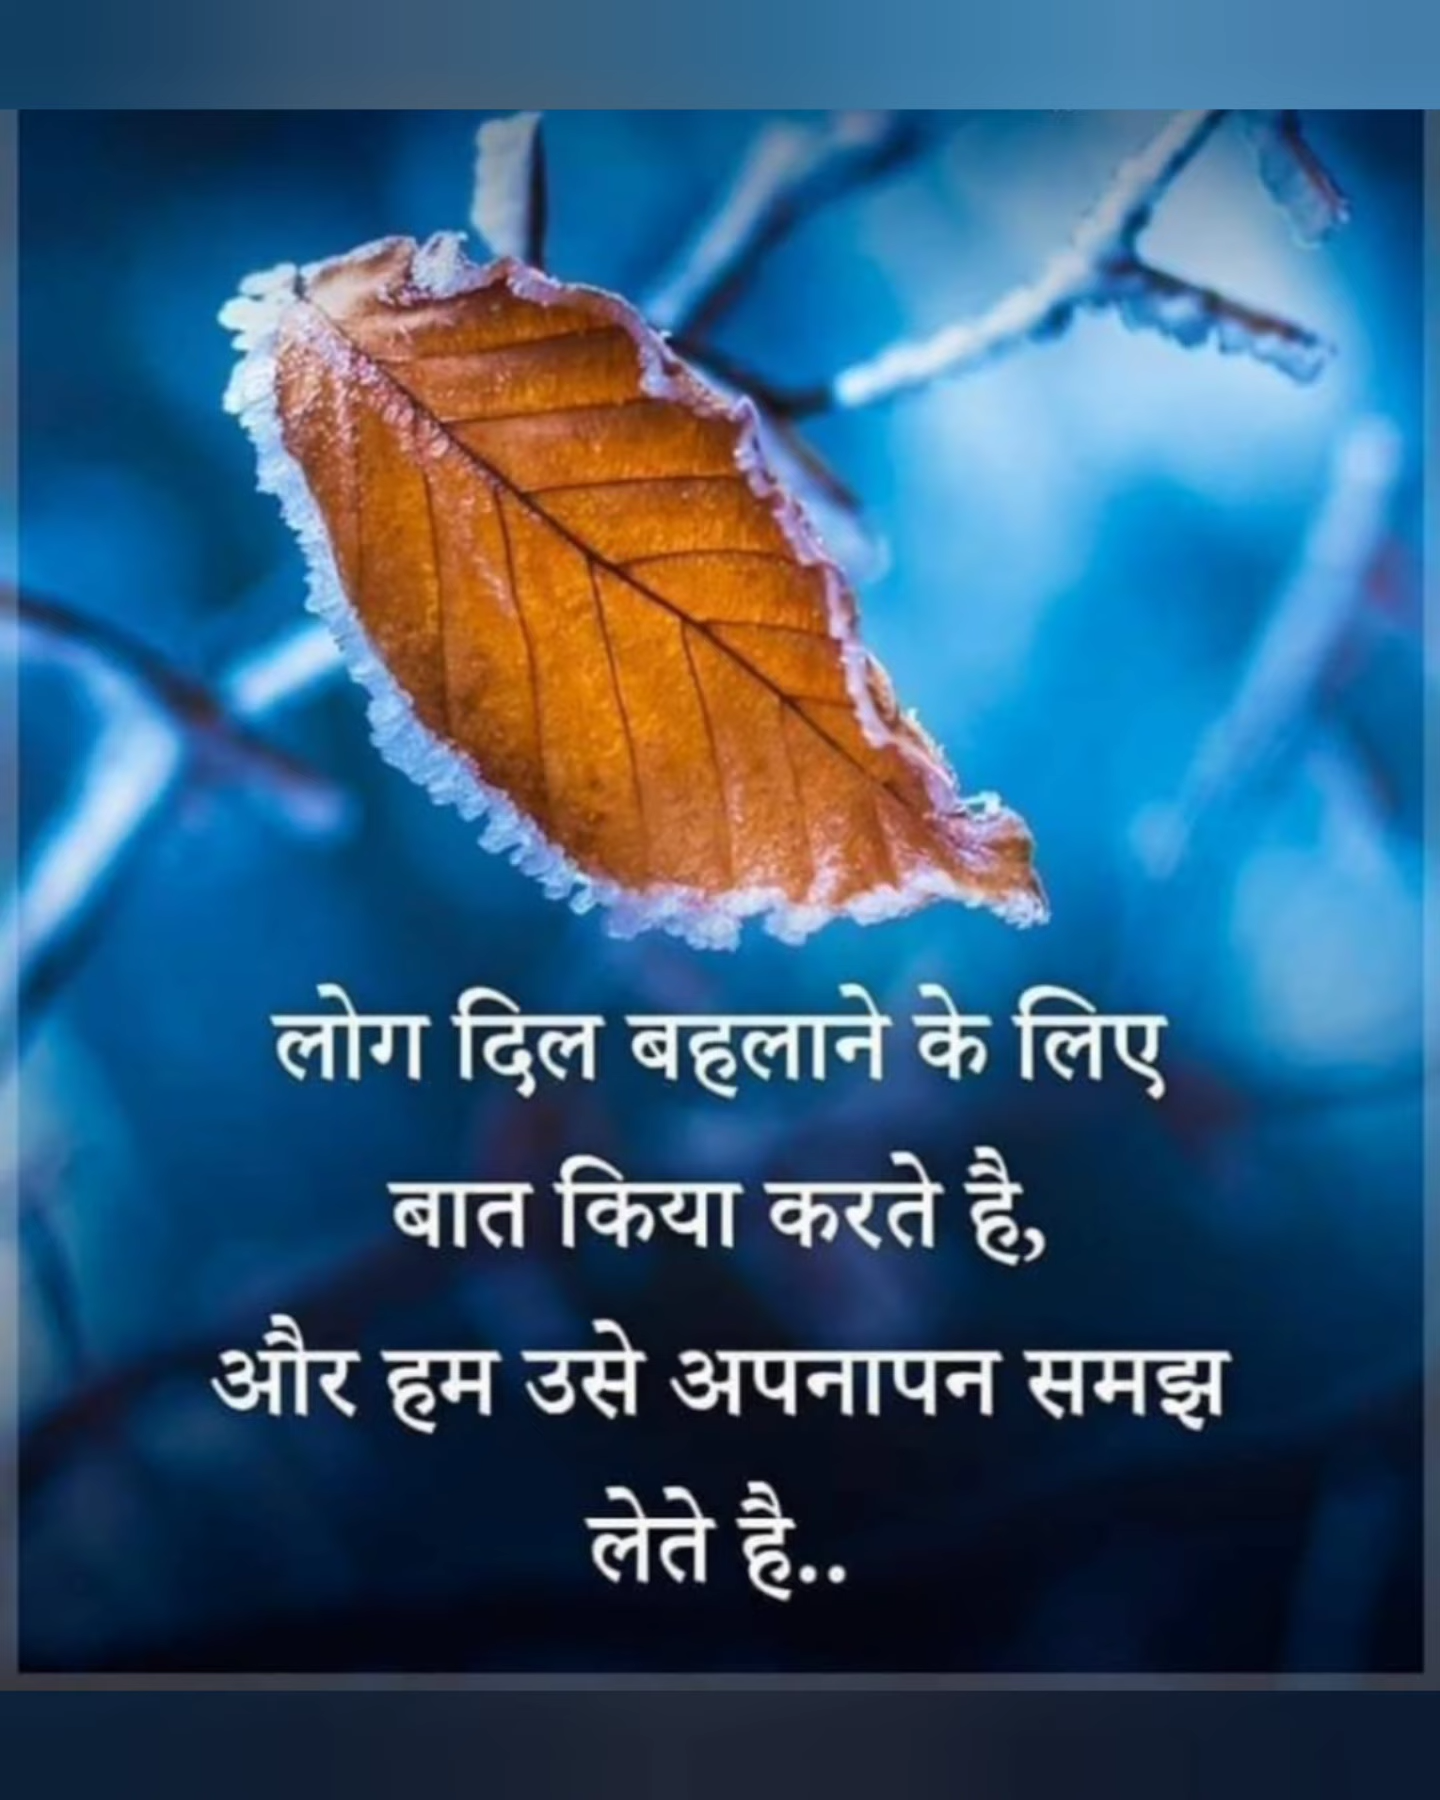 लोग दिल बहलाने के लिए
बात किया करते है,
और हम उसे अपनापन समझ
लेते है..